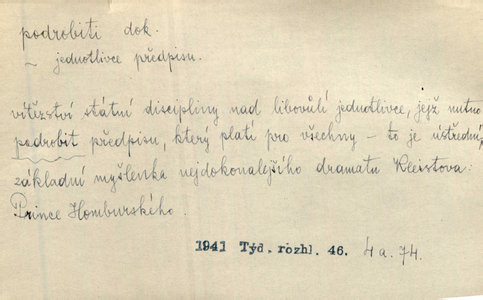 podrobiti dok.
~ jednotlivce předpisu.
vítězství státní disciplíny nad libovůlí jednotlivce, jejž nutno
podrobit předpisu, který platí pro všechny – to je ústřední,
základní myšlenka nejdokonalejšího dramatu Kleistova:
Prince Homburského.
1941 Týd. rozhl. 46. 4 a. 74.